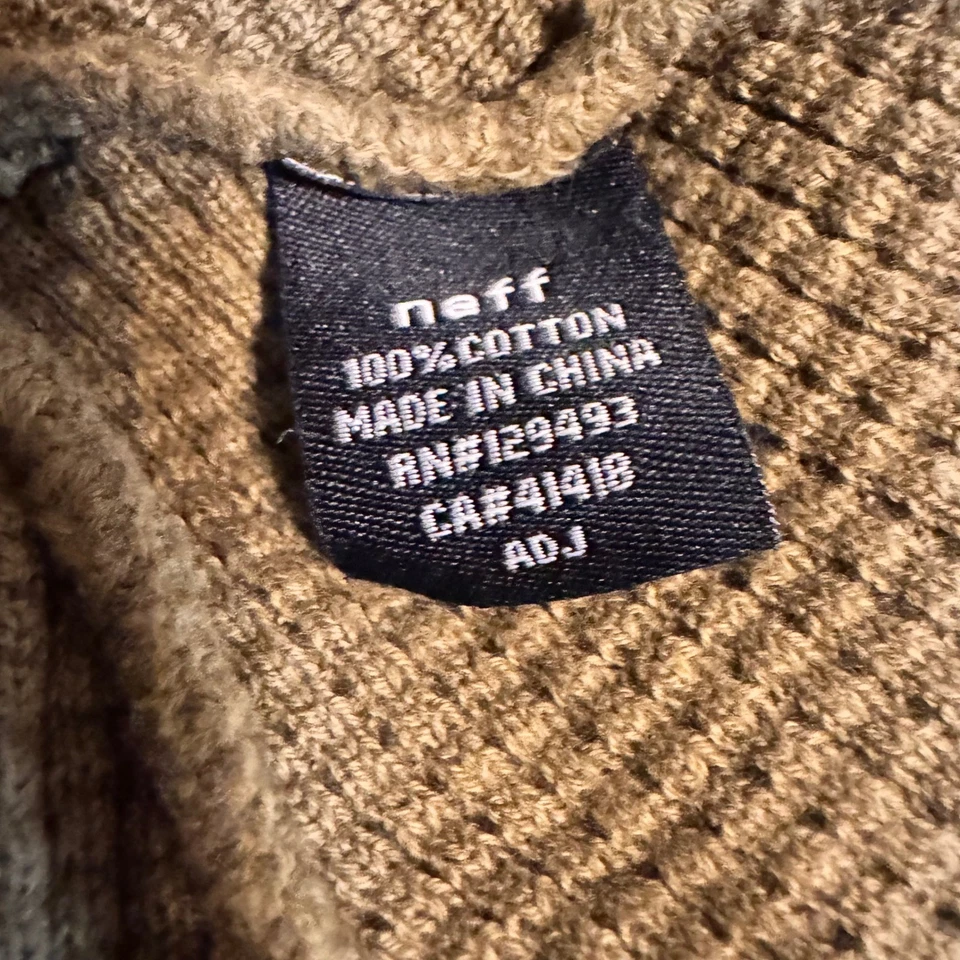 neff
100%COTTON
MADE IN CHINA
RN#129493
CA#41418
ADJ